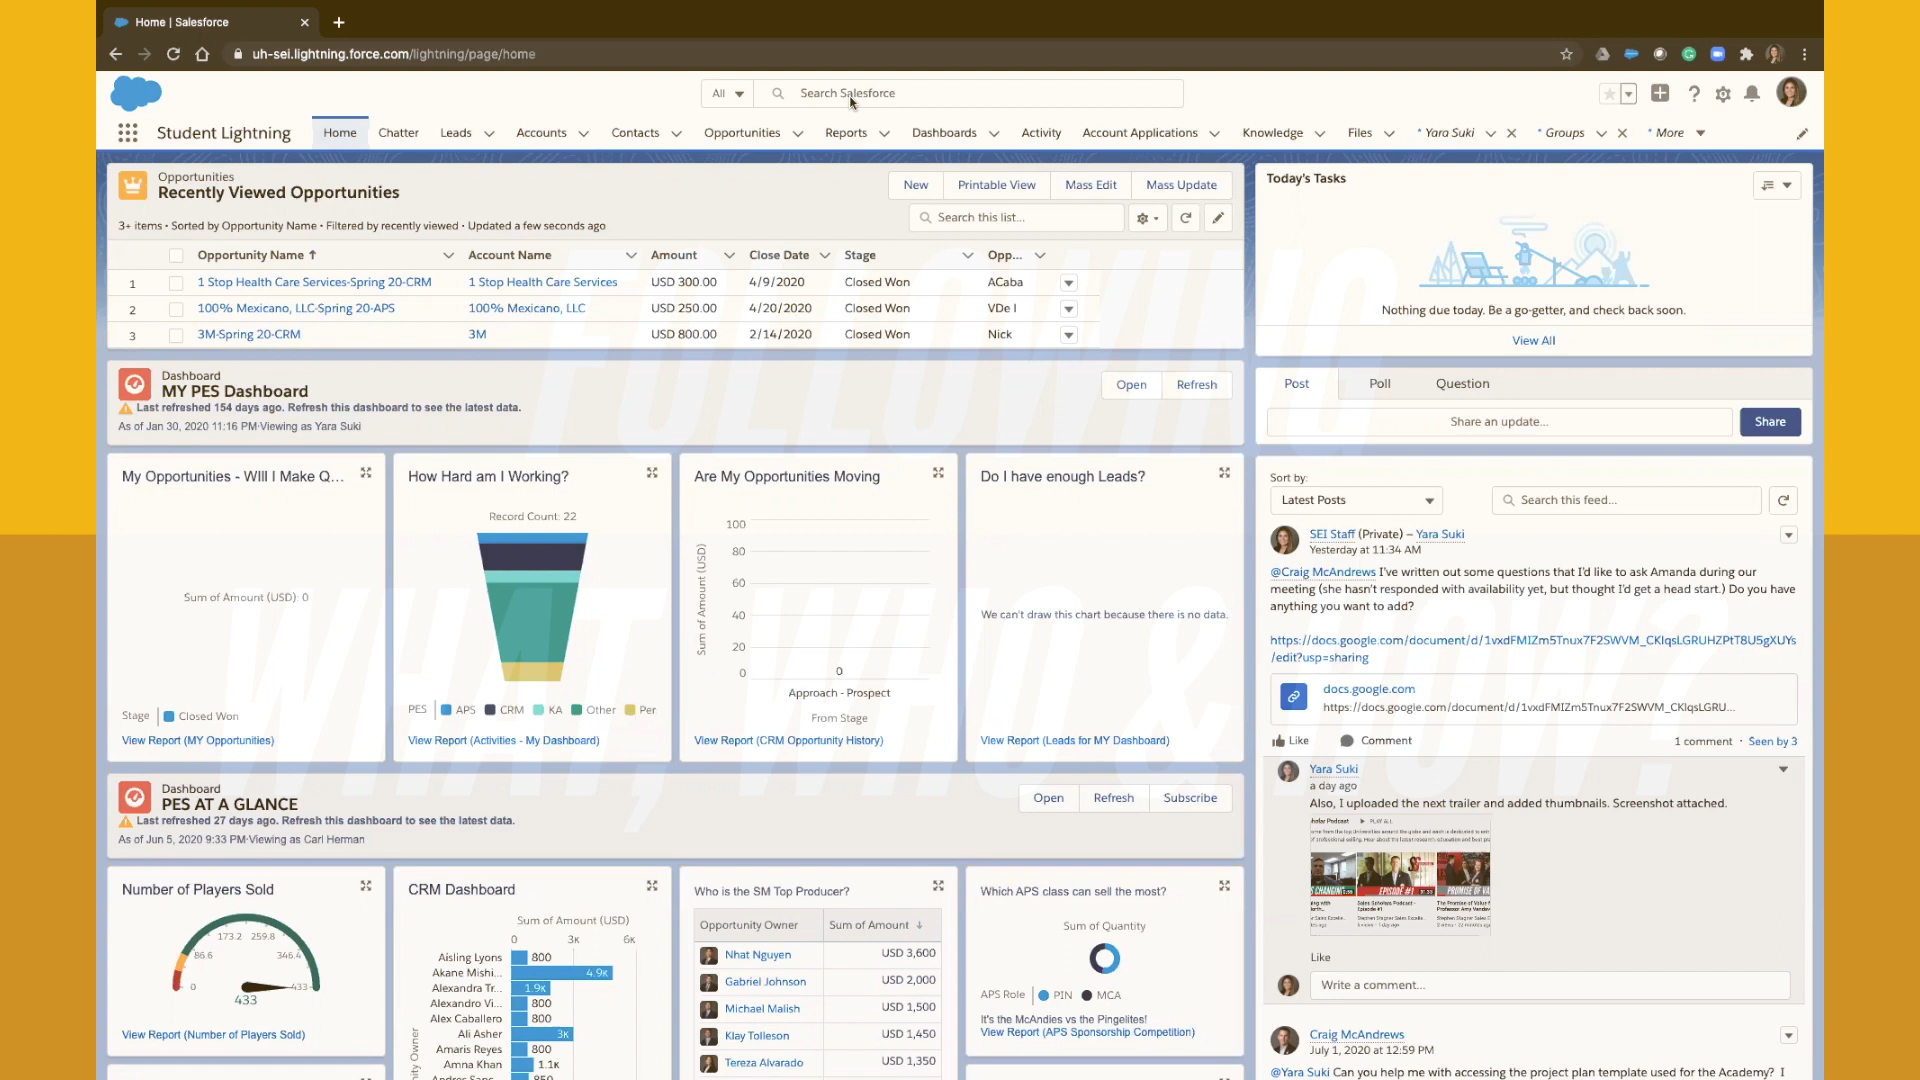 Home | Salesforce
uh-sei.lightning.force.com/lightning/page/home
All
Search Salesforce
Student Lightning
Home
Chatter
Leads
Accounts
Contacts
Opportunities
Reports
Dashboards
Activity
Account Applications
Knowledge
Files
* Yara Suki
* Groups
* More
Opportunities
Recently Viewed Opportunities
New
Printable View
Mass Edit
Mass Update
3+ items • Sorted by Opportunity Name • Filtered by recently viewed • Updated a few seconds ago
Search this list...
Opportunity Name ↑ Account Name Amount Close Date Stage Opp...
1 1 Stop Health Care Services-Spring 20-CRM 1 Stop Health Care Services USD 300.00 4/9/2020 Closed Won ACaba
2 100% Mexicano, LLC-Spring 20-APS 100% Mexicano, LLC USD 250.00 4/20/2020 Closed Won VDe l
3 3M-Spring 20-CRM 3M USD 800.00 2/14/2020 Closed Won Nick
Today's Tasks
Nothing due today. Be a go-getter, and check back soon.
View All
FOLLOWING
WHAT, WHO & HOW?
Dashboard
MY PES Dashboard
Last refreshed 154 days ago. Refresh this dashboard to see the latest data.
As of Jan 30, 2020 11:16 PM·Viewing as Yara Suki
Open
Refresh
Post
Poll
Question
Share an update...
Share
My Opportunities - WIll I Make Q...
Sum of Amount (USD): 0
Stage
Closed Won
View Report (MY Opportunities)
How Hard am I Working?
Record Count: 22
PES
APS
CRM
KA
Other
Per
View Report (Activities - My Dashboard)
Are My Opportunities Moving
Sum of Amount (USD)
100
80
60
40
20
0
0
Approach - Prospect
From Stage
View Report (CRM Opportunity History)
Do I have enough Leads?
We can't draw this chart because there is no data.
View Report (Leads for MY Dashboard)
Sort by:
Latest Posts
Search this feed...
SEI Staff (Private) – Yara Suki
Yesterday at 11:34 AM
@Craig McAndrews I've written out some questions that I'd like to ask Amanda during our
meeting (she hasn't responded with availability yet, but thought I'd get a head start.) Do you have
anything you want to add?
https://docs.google.com/document/d/1vxdFMIZm5Tnux7F2SWVM_CKIqsLGRUHZPtT8U5gXUYs
/edit?usp=sharing
docs.google.com
https://docs.google.com/document/d/1vxdFMIZm5Tnux7F2SWVM_CKIqsLGRU...
Like
Comment
1 comment · Seen by 3
Yara Suki
a day ago
Also, I uploaded the next trailer and added thumbnails. Screenshot attached.
PLAY ALL
EPISODE #1
PROMISE OF VA
Like
Write a comment...
Craig McAndrews
July 1, 2020 at 12:59 PM
@Yara Suki Can you help me with accessing the project plan template used for the Academy? I
Dashboard
PES AT A GLANCE
Last refreshed 27 days ago. Refresh this dashboard to see the latest data.
As of Jun 5, 2020 9:33 PM·Viewing as Carl Herman
Open
Refresh
Subscribe
Number of Players Sold
0
86.6
173.2
259.8
346.4
433
433
View Report (Number of Players Sold)
CRM Dashboard
Sum of Amount (USD)
0 3K 6K
Aisling Lyons 800
Akane Mishi... 4.9K
Alexandra Tr... 1.9K
Alexandro Vi... 800
Alex Caballero 800
Ali Asher 3K
Amaris Reyes 800
Amna Khan 1.1K
850
Who is the SM Top Producer?
Opportunity Owner Sum of Amount ↓
Nhat Nguyen USD 3,600
Gabriel Johnson USD 2,000
Michael Malish USD 1,500
Klay Tolleson USD 1,450
Tereza Alvarado USD 1,350
Which APS class can sell the most?
Sum of Quantity
APS Role
PIN
MCA
It's the McAndies vs the Pingelites!
View Report (APS Sponsorship Competition)